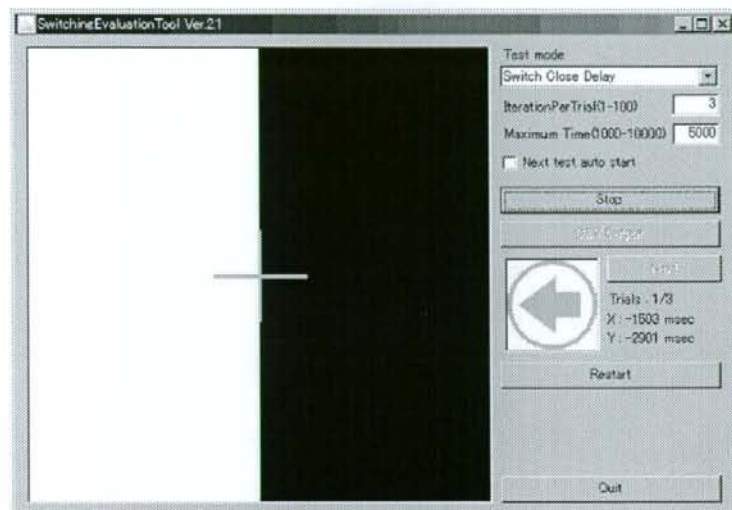 SwitchingEvaluationTool Ver.2.1
Test mode
Switch Close Delay
IterationPerTrial(1-100) 3
Maximum Time(1000-10000) 5000
Next test auto start
Stop
Trials : 1/3
X : -1503 msec
Y : -2901 msec
Restart
Quit